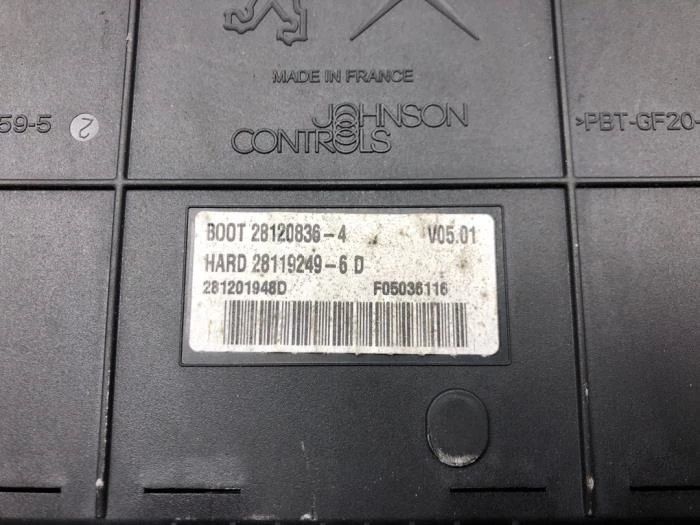 MADE IN FRANCE
JOHNSON
CONTROLS
59-5 2
>PBT-GF20-
BOOT 28120836-4 V05.01
HARD 28119249-6 D
281201948D F05036116